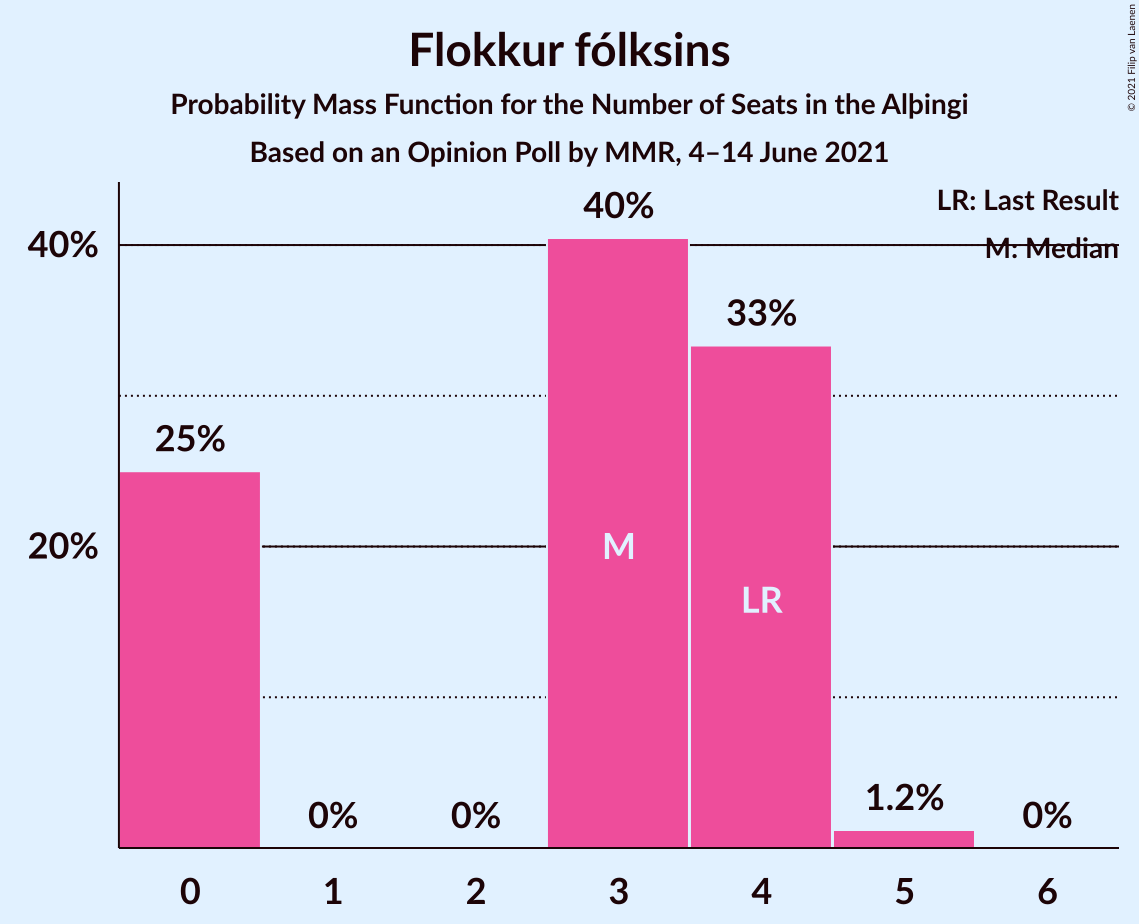 Flokkur fólksins
Probability Mass Function for the Number of Seats in the Alþingi
Based on an Opinion Poll by MMR, 4–14 June 2021
© 2021 Filip van Laenen
LR: Last Result
M: Median
40%
20%
25%
0%
0%
40%
33%
1.2%
0%
M
LR
0 1 2 3 4 5 6